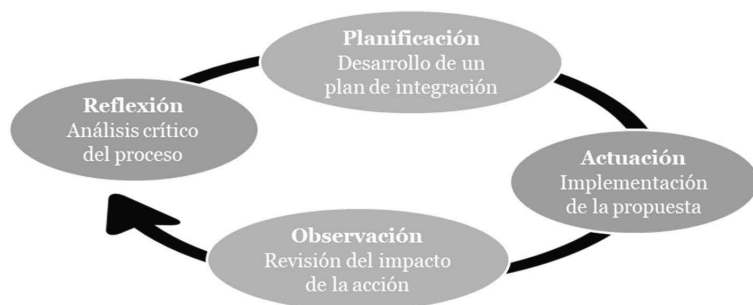 Planificación
Desarrollo de un
plan de integración
Reflexión
Análisis crítico
del proceso
Actuación
Implementación
de la propuesta
Observación
Revisión del impacto
de la acción